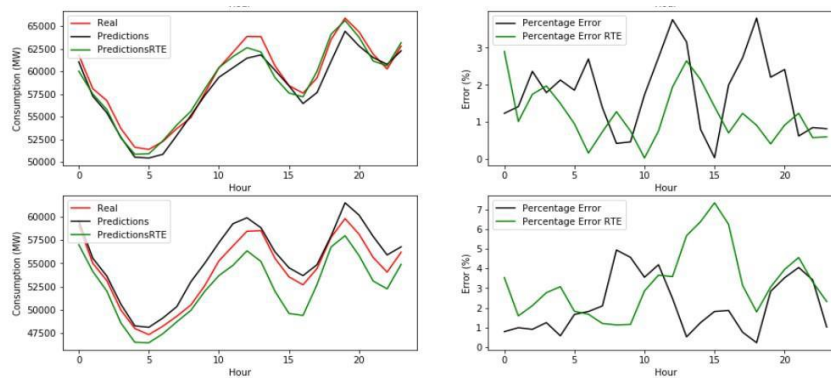 Hour
Hour
65000
62500
60000
57500
55000
52500
50000
Consumption (MW)
Real
Predictions
PredictionsRTE
0
5
10
15
20
Hour
3
2
1
0
Error (%)
Percentage Error
Percentage Error RTE
0
5
10
15
20
Hour
60000
57500
55000
52500
50000
47500
Consumption (MW)
Real
Predictions
PredictionsRTE
0
5
10
15
20
Hour
7
6
5
4
3
2
1
0
Error (%)
Percentage Error
Percentage Error RTE
0
5
10
15
20
Hour